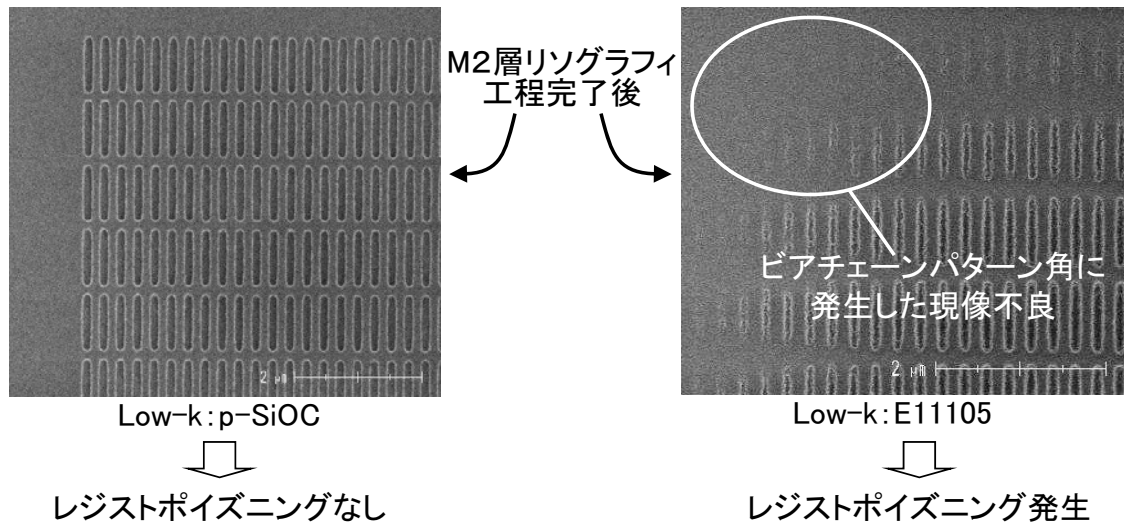 M2層リソグラフィ
工程完了後
2 μm
ビアチェーンパターン角に
発生した現像不良
2 μm
Low-k:p-SiOC
Low-k:E11105
レジストポイズニングなし
レジストポイズニング発生